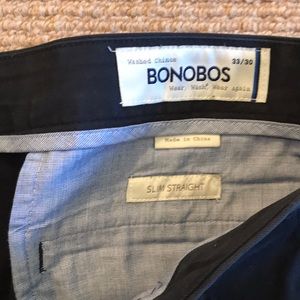 Washed Chinos 33/30
BONOBOS
Wear, Wash, Wear again
Made in China
SLIM STRAIGHT